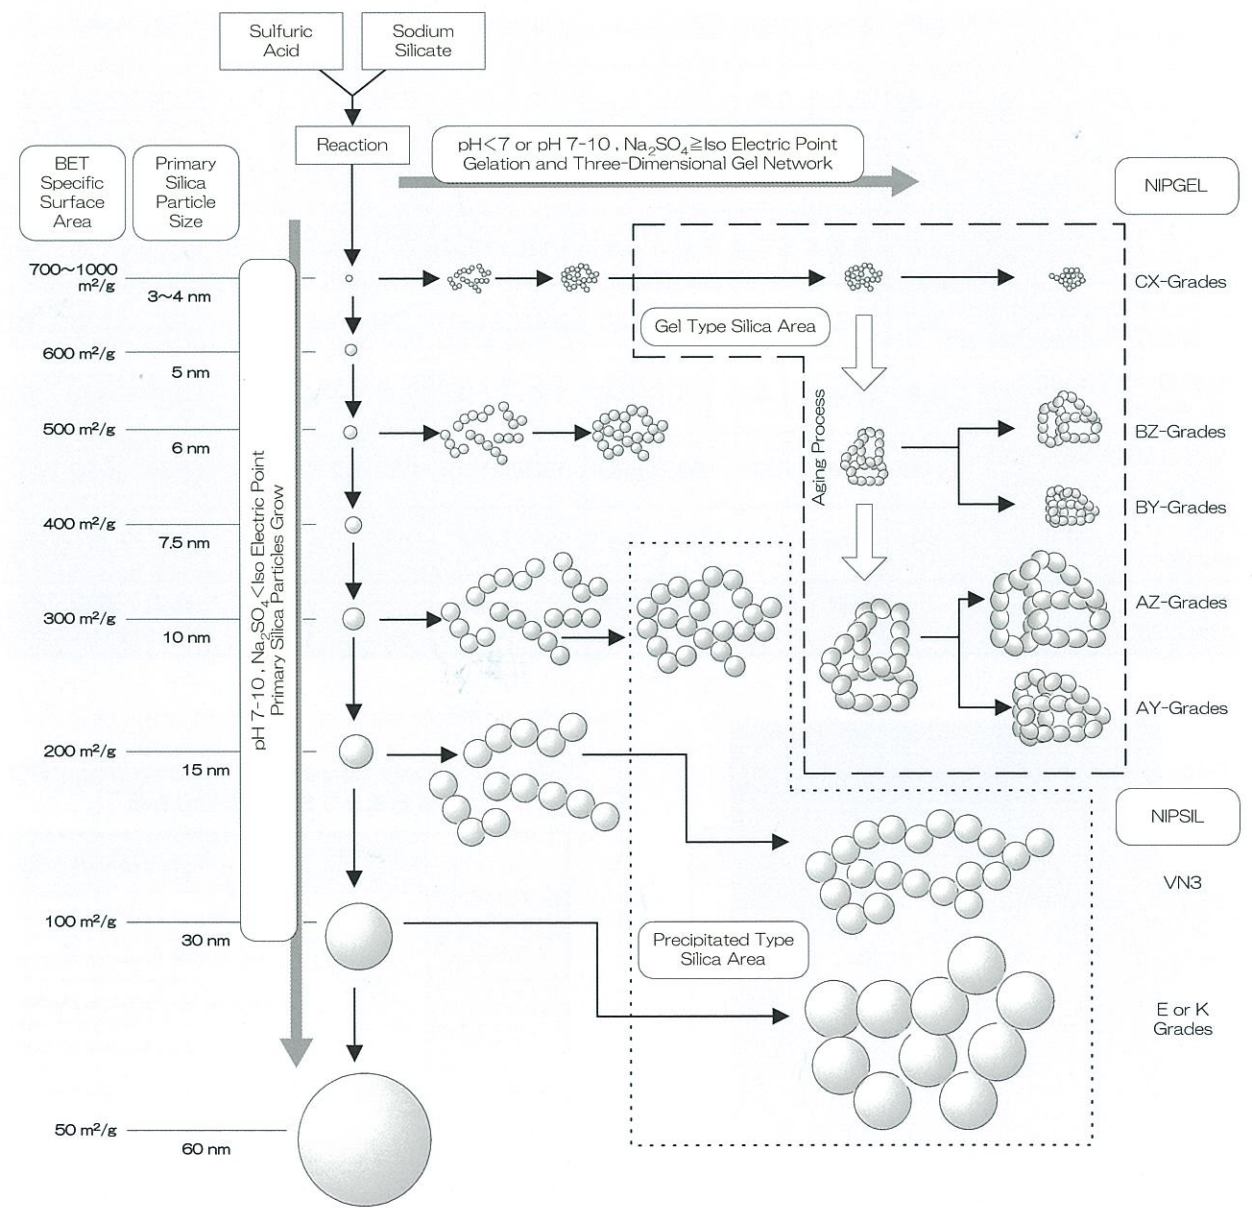 Sulfuric
Acid
Sodium
Silicate
Reaction
pH<7 or pH 7-10 , Na₂SO₄≧Iso Electric Point
Gelation and Three-Dimensional Gel Network
BET
Specific
Surface
Area
Primary
Silica
Particle
Size
NIPGEL
700~1000
m²/g
3~4 nm
CX-Grades
Gel Type Silica Area
600 m²/g
5 nm
Aging Process
500 m²/g
6 nm
BZ-Grades
BY-Grades
400 m²/g
7.5 nm
pH 7-10 , Na₂SO₄<Iso Electric Point
Primary Silica Particles Grow
300 m²/g
10 nm
AZ-Grades
AY-Grades
200 m²/g
15 nm
NIPSIL
VN3
100 m²/g
30 nm
Precipitated Type
Silica Area
E or K
Grades
50 m²/g
60 nm